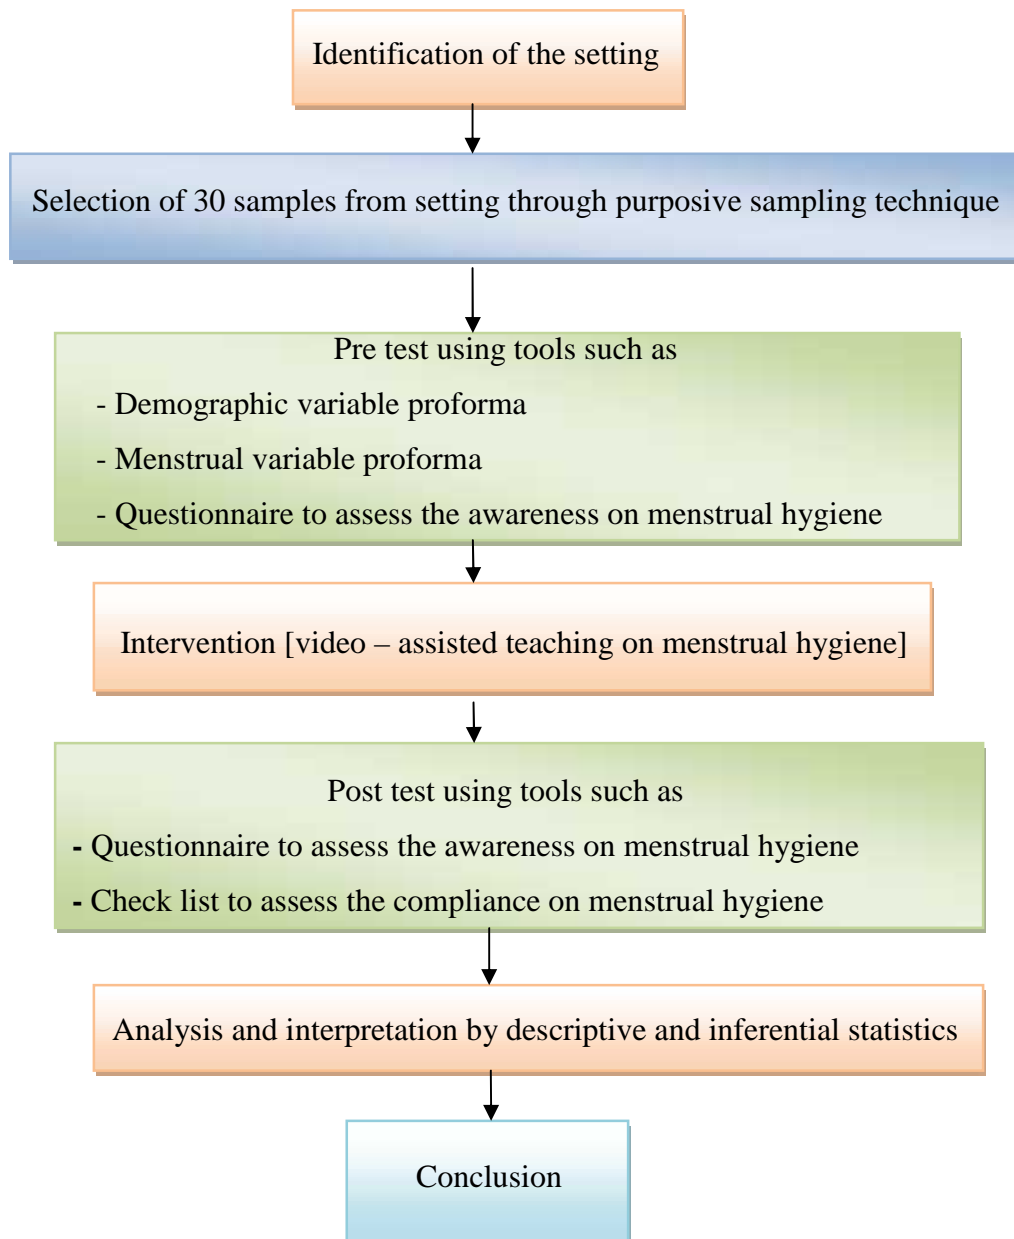 Identification of the setting
Selection of 30 samples from setting through purposive sampling technique
Pre test using tools such as
- Demographic variable proforma
- Menstrual variable proforma
- Questionnaire to assess the awareness on menstrual hygiene
Intervention [video – assisted teaching on menstrual hygiene]
Post test using tools such as
- Questionnaire to assess the awareness on menstrual hygiene
- Check list to assess the compliance on menstrual hygiene
Analysis and interpretation by descriptive and inferential statistics
Conclusion